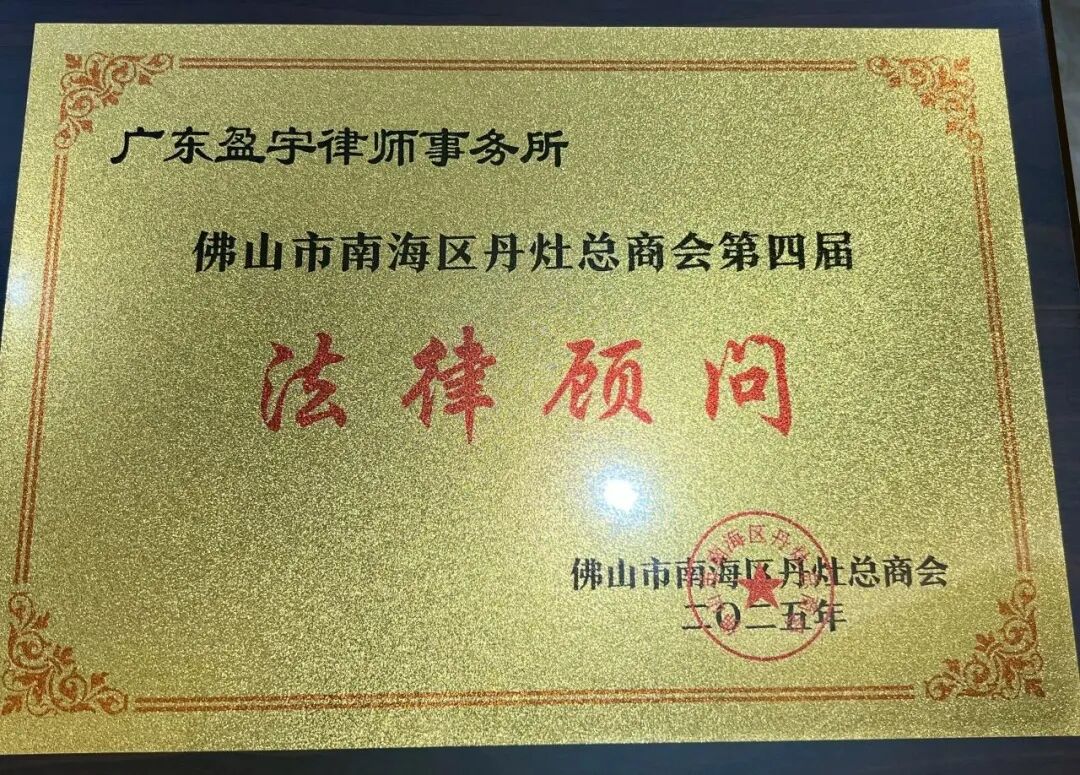 广东盈宇律师事务所
佛山市南海区丹灶总商会第四届
法律顾问
佛山市南海区丹灶总商会
二〇二五年